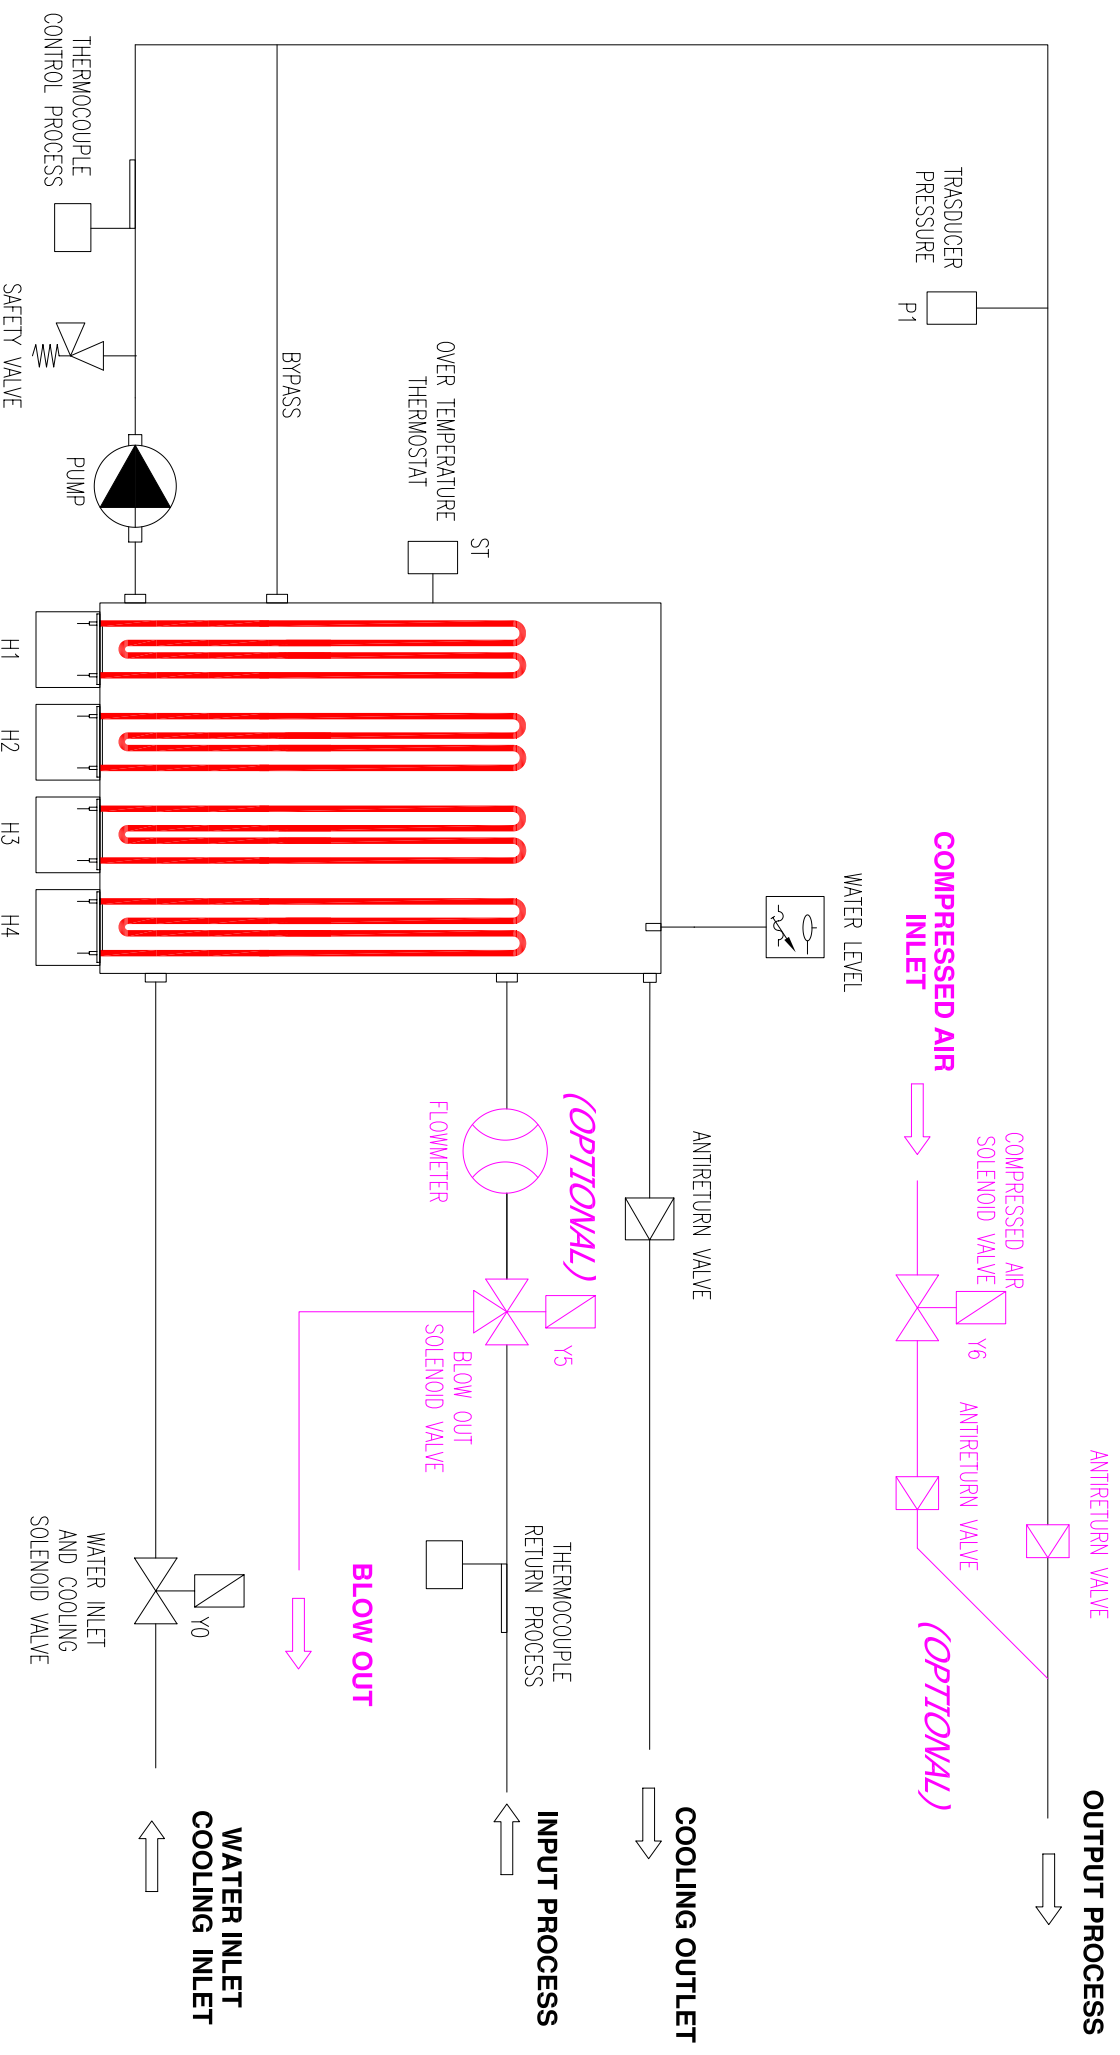 OUTPUT PROCESS
ANTIRETURN VALVE
TRASDUCER
PRESSURE
P1
COMPRESSED AIR
INLET
COMPRESSED AIR
SOLENOID VALVE
Y6
ANTIRETURN VALVE
(OPTIONAL)
WATER LEVEL
ANTIRETURN VALVE
COOLING OUTLET
(OPTIONAL)
Y5
FLOWMETER
BLOW OUT
SOLENOID VALVE
THERMOCOUPLE
RETURN PROCESS
INPUT PROCESS
ST
OVER TEMPERATURE
THERMOSTAT
BLOW OUT
BYPASS
Y0
WATER INLET
AND COOLING
SOLENOID VALVE
WATER INLET
COOLING INLET
THERMOCOUPLE
CONTROL PROCESS
SAFETY VALVE
PUMP
H1
H2
H3
H4